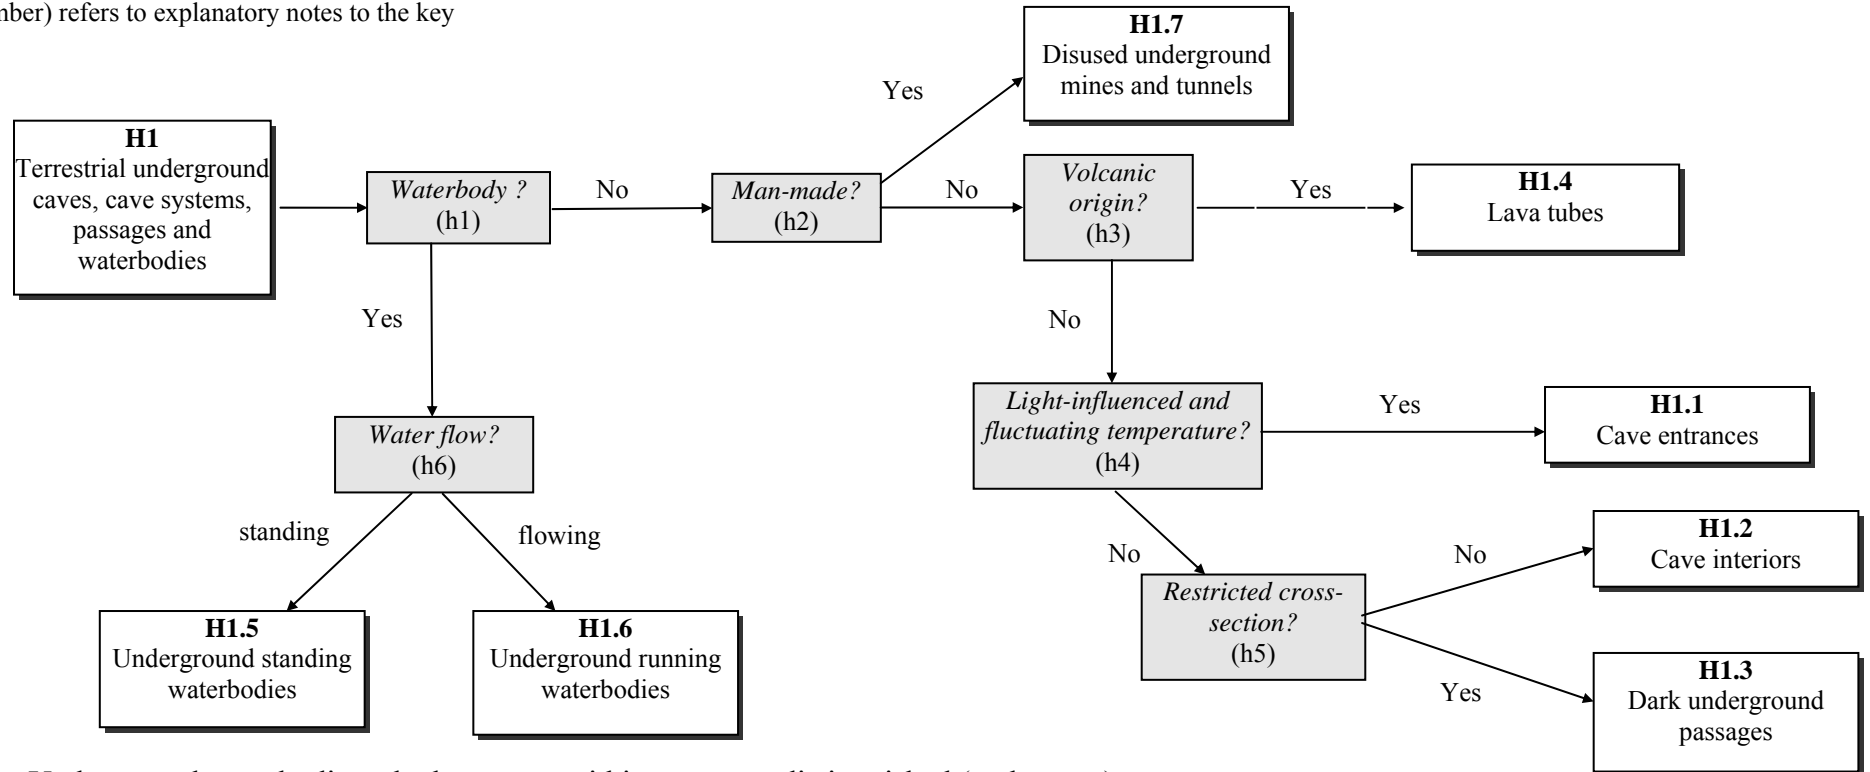 refers to explanatory notes to the key
H1.7
Disused underground
mines and tunnels
Yes
H1
Terrestrial underground
caves, cave systems,
passages and
waterbodies
Waterbody ?
(h1)
No
Man-made?
(h2)
No
Volcanic
origin?
(h3)
Yes
H1.4
Lava tubes
Yes
No
Light-influenced and
fluctuating temperature?
(h4)
Yes
H1.1
Cave entrances
Water flow?
(h6)
standing
flowing
No
Restricted cross-
section?
(h5)
No
H1.2
Cave interiors
Yes
H1.3
Dark underground
passages
H1.5
Underground standing
waterbodies
H1.6
Underground running
waterbodies